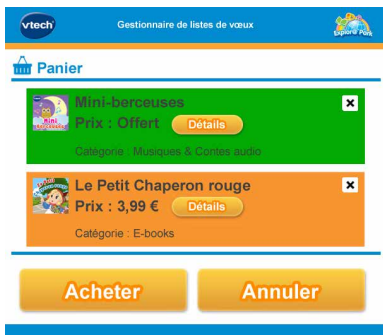 vtech
Gestionnaire de listes de vœux
Explor@ Park
Panier
Mini-berceuses
Prix : Offert
Détails
Catégorie : Musiques & Contes audio
Le Petit Chaperon rouge
Prix : 3,99 €
Détails
Catégorie : E-books
Acheter
Annuler